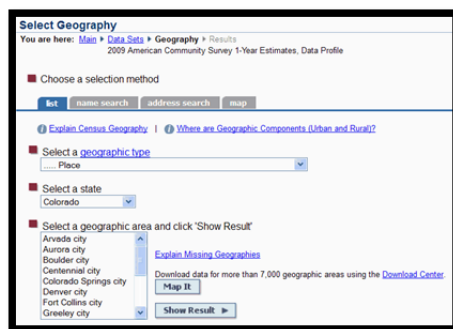 Select Geography
You are here: Main ▸ Data Sets ▸ Geography ▸ Results
2009 American Community Survey 1-Year Estimates, Data Profile
Choose a selection method
list name search address search map
Explain Census Geography | Where are Geographic Components (Urban and Rural)?
Select a geographic type
..... Place
Select a state
Colorado
Select a geographic area and click 'Show Result'
Arvada city
Aurora city
Boulder city
Centennial city
Colorado Springs city
Denver city
Fort Collins city
Greeley city
Explain Missing Geographies
Download data for more than 7,000 geographic areas using the Download Center.
Map It
Show Result ▶